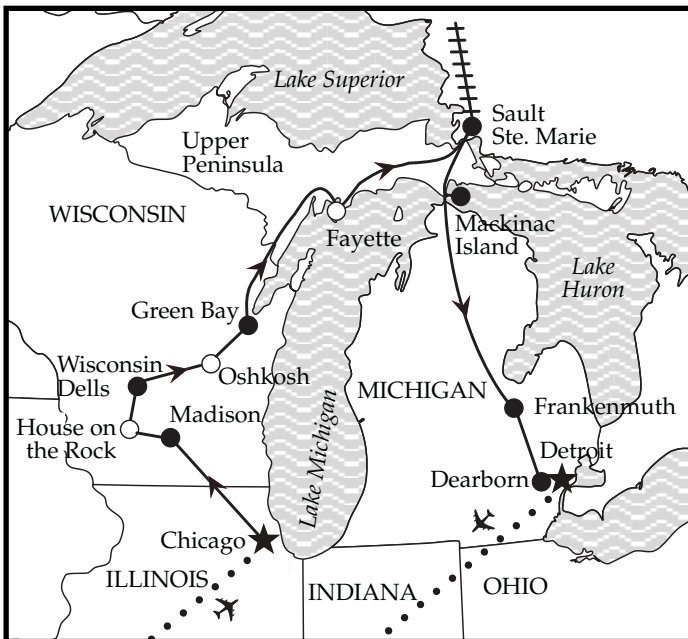 Lake Superior
Sault
Ste. Marie
Upper
Peninsula
WISCONSIN
Mackinac
Island
Fayette
Lake
Huron
Green Bay
Wisconsin
Dells
Oshkosh
MICHIGAN
Lake Michigan
Madison
Frankenmuth
House on
the Rock
Detroit
Dearborn
Chicago
ILLINOIS
INDIANA
OHIO